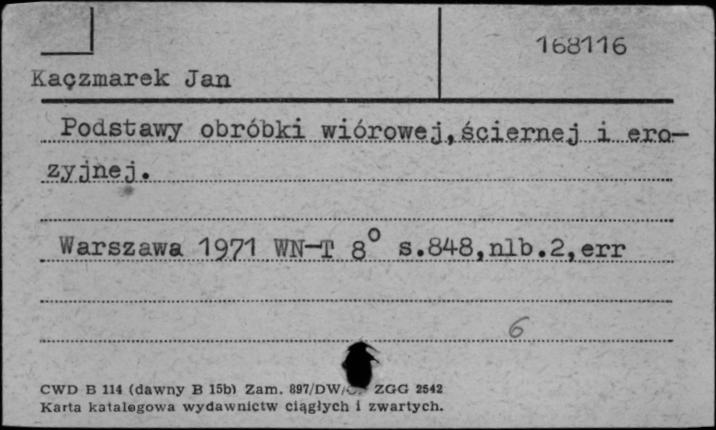 168116
Kaczmarek Jan
Podstawy obróbki wiórowej,ściernej i ero-
zyjnej.
Warszawa 1971 WN-T 8° s.848,nlb.2,err
6
CWD B 114 (dawny B 15b) Zam. 897/DW/ ZGG 2542
Karta katalogowa wydawnictw ciągłych i zwartych.